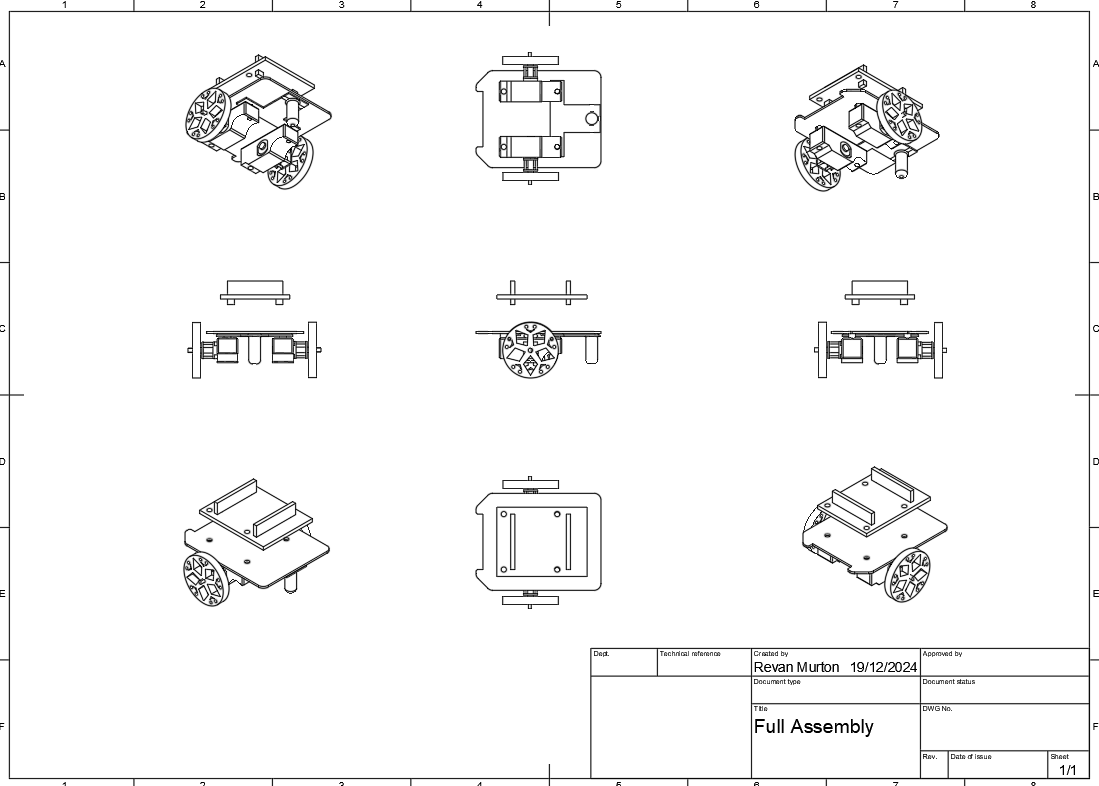 1 2 3 4 5 6 7 8
A A
B B
C C
D D
E E
F F
Dept.
Technical reference
Created by
Approved by
Revan Murton 19/12/2024
Document type
Document status
Title
DWG No.
Full Assembly
Rev.
Date of issue
Sheet
1/1
1 2 3 4 5 6 7 8